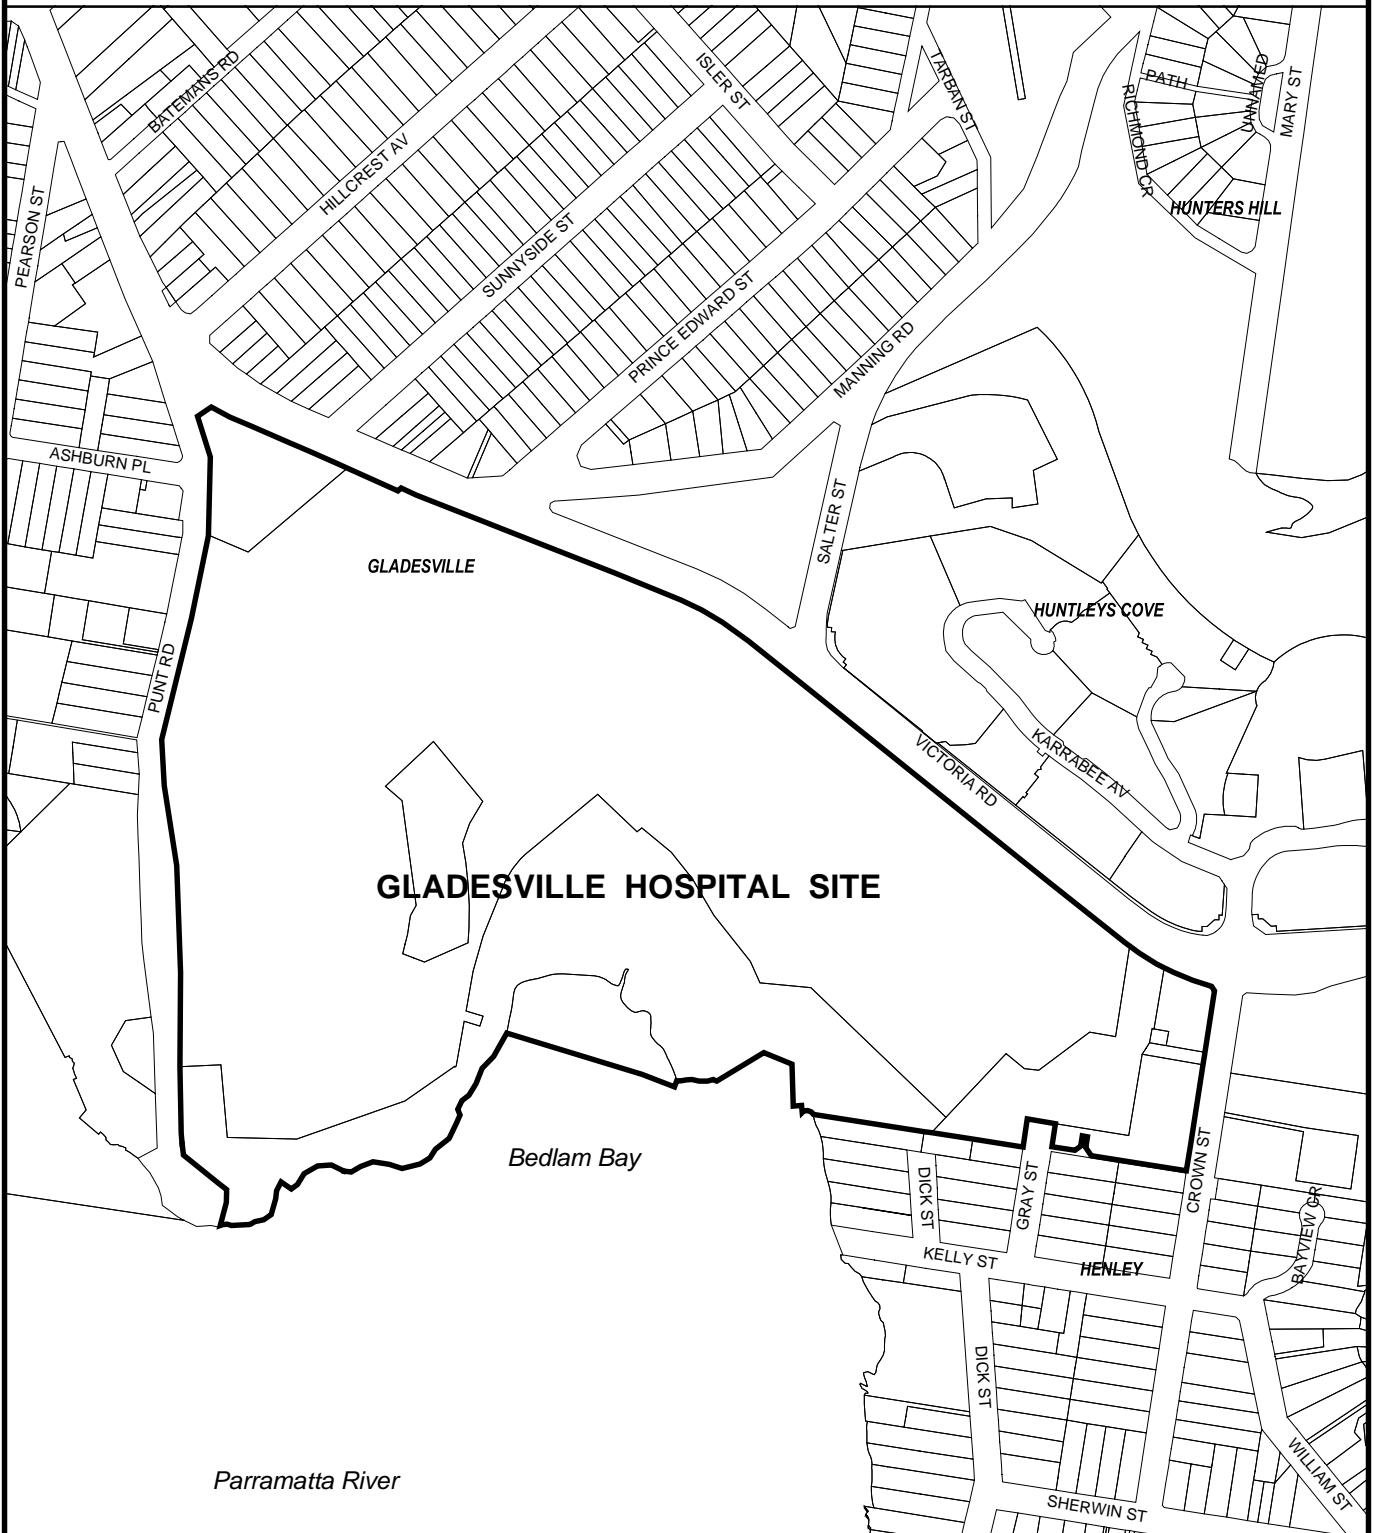 BATEMANS RD
ISLER ST
TARBAN ST
PATH
UNNAMED
MARY ST
RICHMOND CR
HUNTERS HILL
HILLCREST AV
PEARSON ST
SUNNYSIDE ST
PRINCE EDWARD ST
MANNING RD
ASHBURN PL
SALTER ST
GLADESVILLE
HUNTLEYS COVE
PUNT RD
VICTORIA RD
KARRABEE AV
GLADESVILLE HOSPITAL SITE
Bedlam Bay
DICK ST
GRAY ST
CROWN ST
BAYVIEW CR
KELLY ST
HENLEY
DICK ST
WILLIAM ST
Parramatta River
SHERWIN ST